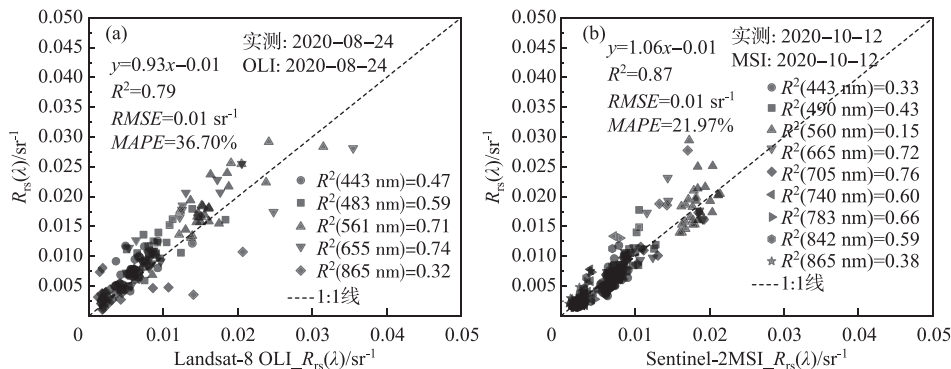 (a)
实测: 2020–08–24
OLI: 2020–08–24
y=0.93x–0.01
R²=0.79
RMSE=0.01 sr⁻¹
MAPE=36.70%
R²(443 nm)=0.47
R²(483 nm)=0.59
R²(561 nm)=0.71
R²(655 nm)=0.74
R²(865 nm)=0.32
1:1线
0.050
0.045
0.040
0.035
0.030
0.025
0.020
0.015
0.010
0.005
0 0.01 0.02 0.03 0.04 0.05
Rrs(λ)/sr⁻¹
Landsat-8 OLI_Rrs(λ)/sr⁻¹
(b)
实测: 2020–10–12
MSI: 2020–10–12
y=1.06x–0.01
R²=0.87
RMSE=0.01 sr⁻¹
MAPE=21.97%
R²(443 nm)=0.33
R²(490 nm)=0.43
R²(560 nm)=0.15
R²(665 nm)=0.72
R²(705 nm)=0.76
R²(740 nm)=0.60
R²(783 nm)=0.66
R²(842 nm)=0.59
R²(865 nm)=0.38
1:1线
0.050
0.045
0.040
0.035
0.030
0.025
0.020
0.015
0.010
0.005
0 0.01 0.02 0.03 0.04 0.05
Rrs(λ)/sr⁻¹
Sentinel-2MSI_Rrs(λ)/sr⁻¹